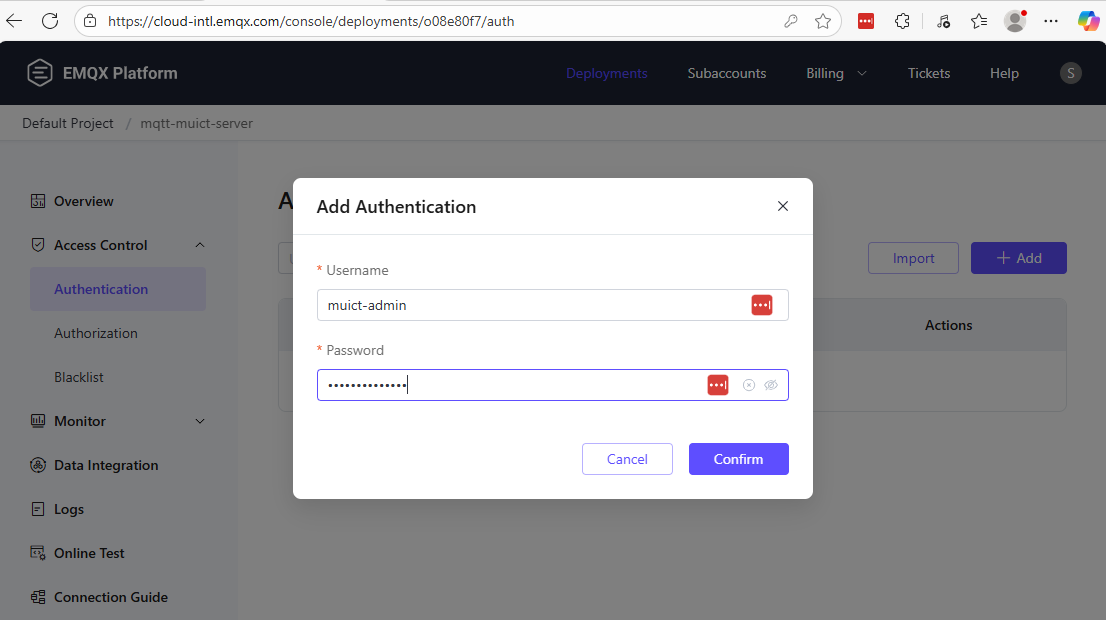 https://cloud-intl.emqx.com/console/deployments/o08e80f7/auth
EMQX Platform
Deployments
Subaccounts
Billing
Tickets
Help
S
Default Project / mqtt-muict-server
Overview
Access Control
Authentication
Authorization
Blacklist
Monitor
Data Integration
Logs
Online Test
Connection Guide
A
Import
+ Add
Actions
Add Authentication
* Username
muict-admin
* Password
••••••••••••••
Cancel
Confirm